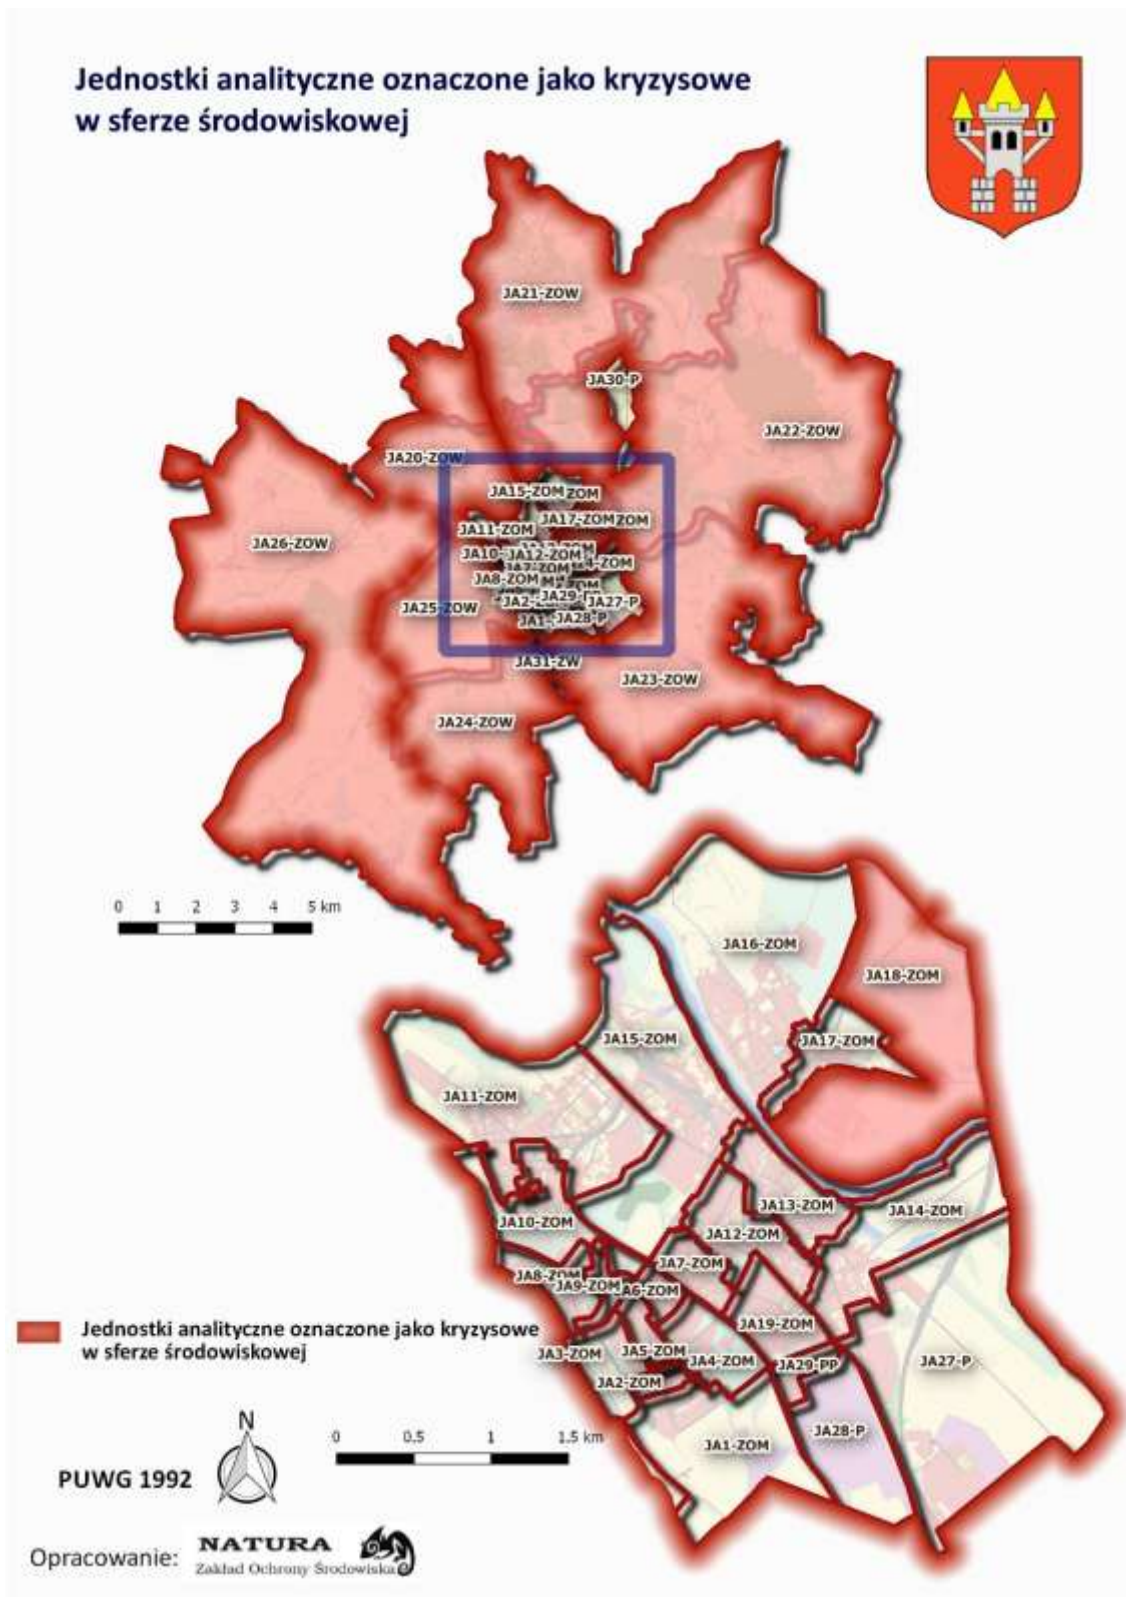 Jednostki analityczne oznaczone jako kryzysowe
w sferze środowiskowej
JA21-ZOW
JA30-P
JA22-ZOW
JA20-ZOW
JA15-ZOM ZOM
JA17-ZOM ZOM
JA11-ZOM
JA26-ZOW
JA10- JA12-ZOM
JA8-ZOM
JA25-ZOW
JA29-P
JA27-P
JA28-P
JA31-ZW
JA23-ZOW
JA24-ZOW
0 1 2 3 4 5 km
JA16-ZOM
JA18-ZOM
JA15-ZOM
JA17-ZOM
JA11-ZOM
JA13-ZOM
JA14-ZOM
JA10-ZOM
JA12-ZOM
JA7-ZOM
JA8-ZOM
JA9-ZOM
JA6-ZOM
JA19-ZOM
Jednostki analityczne oznaczone jako kryzysowe
w sferze środowiskowej
JA3-ZOM
JA5-ZOM
JA4-ZOM
JA29-PP
JA27-P
JA2-ZOM
JA28-P
JA1-ZOM
0 0.5 1 1.5 km
N
PUWG 1992
Opracowanie:
NATURA
Zakład Ochrony Środowiska